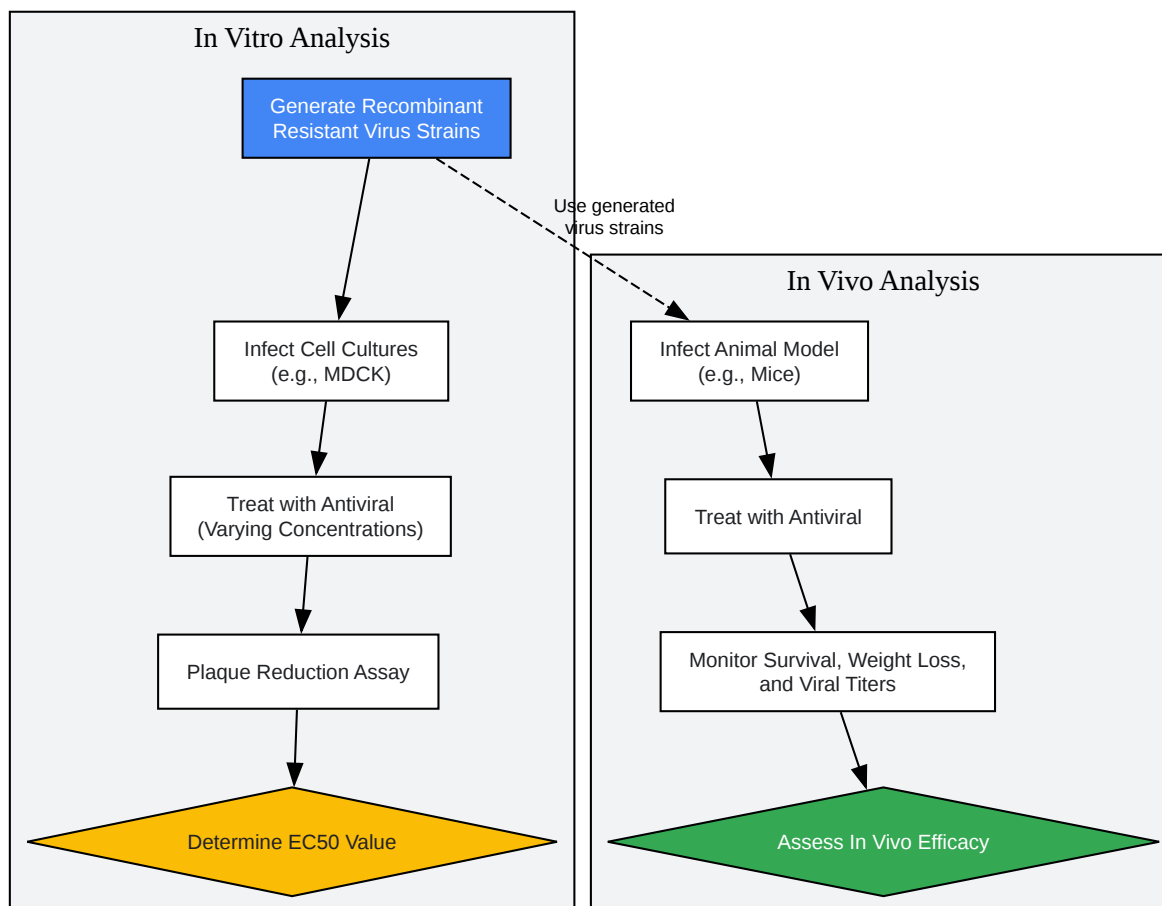 In Vitro Analysis
Generate Recombinant
Resistant Virus Strains
Use generated
virus strains
In Vivo Analysis
Infect Cell Cultures
(e.g., MDCK)
Infect Animal Model
(e.g., Mice)
Treat with Antiviral
(Varying Concentrations)
Treat with Antiviral
Plaque Reduction Assay
Monitor Survival, Weight Loss,
and Viral Titers
Determine EC50 Value
Assess In Vivo Efficacy